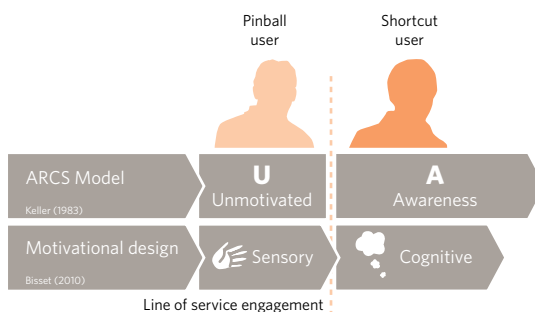 Pinball
user
Shortcut
user
ARCS Model
Keller (1983)
U
Unmotivated
A
Awareness
Motivational design
Bisset (2010)
Sensory
Cognitive
Line of service engagement